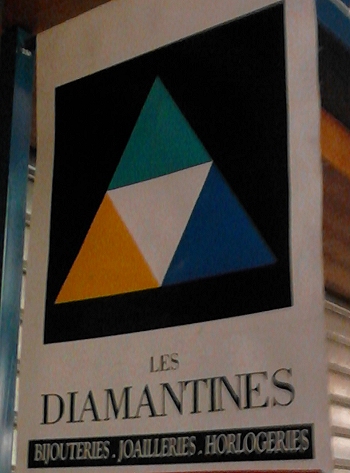 LES
DIAMANTINES
BIJOUTERIES . JOAILLERIES . HORLOGERIES